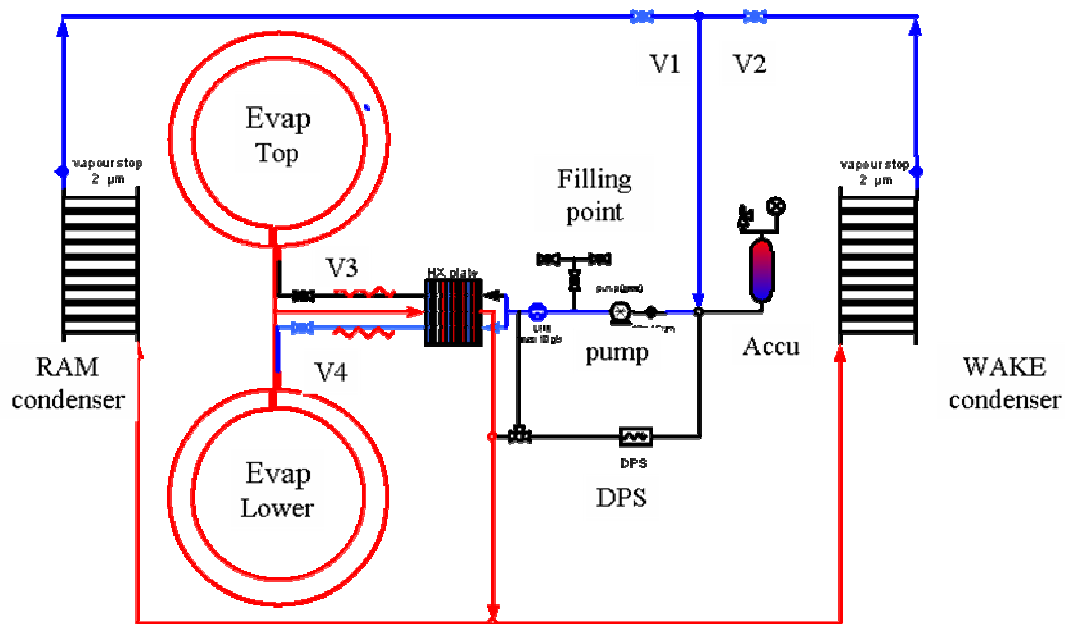 V1
V2
Evap
Top
vapour stop
2 µm
vapour stop
2 µm
Filling
point
V3
HX plate
pump
Accu
RAM
condenser
V4
WAKE
condenser
Evap
Lower
DPS
DPS